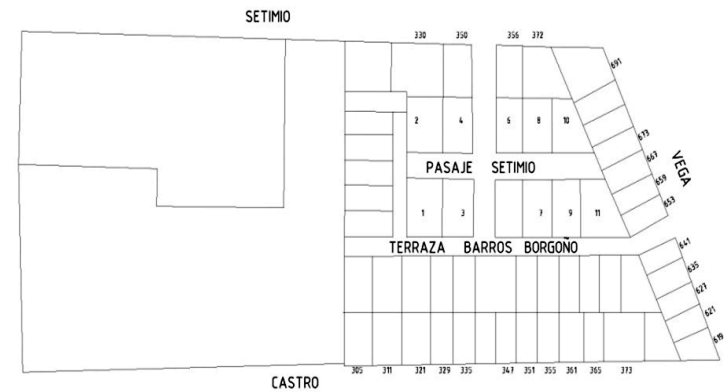 SETIMIO
330 350 356 372
691
2 4 6 8 10
673
667
PASAJE SETIMIO
VEGA
659
653
1 3 7 9 11
TERRAZA BARROS BORGOÑO
641
635
627
621
619
305 311 321 329 335 347 351 355 361 365 373
CASTRO